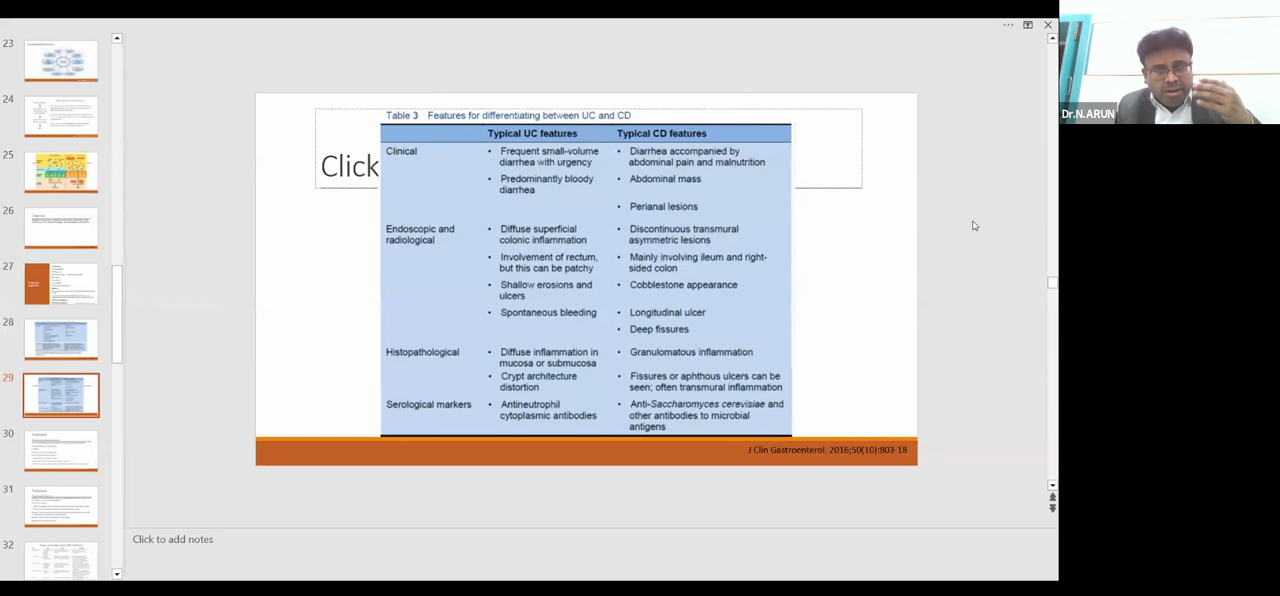 23
24
25
26
27
28
29
30
31
32
Dr.N.ARUN
Click
Table 3 Features for differentiating between UC and CD
Typical UC features Typical CD features
Clinical
• Frequent small-volume
diarrhea with urgency
• Predominantly bloody
diarrhea
• Diarrhea accompanied by
abdominal pain and malnutrition
• Abdominal mass
• Perianal lesions
Endoscopic and
radiological
• Diffuse superficial
colonic inflammation
• Involvement of rectum,
but this can be patchy
• Shallow erosions and
ulcers
• Spontaneous bleeding
• Discontinuous transmural
asymmetric lesions
• Mainly involving ileum and right-
sided colon
• Cobblestone appearance
• Longitudinal ulcer
• Deep fissures
Histopathological
• Diffuse inflammation in
mucosa or submucosa
• Crypt architecture
distortion
• Granulomatous inflammation
• Fissures or aphthous ulcers can be
seen; often transmural inflammation
Serological markers
• Antineutrophil
cytoplasmic antibodies
• Anti-Saccharomyces cerevisiae and
other antibodies to microbial
antigens
J Clin Gastroenterol. 2016;50(10):803-18
Click to add notes